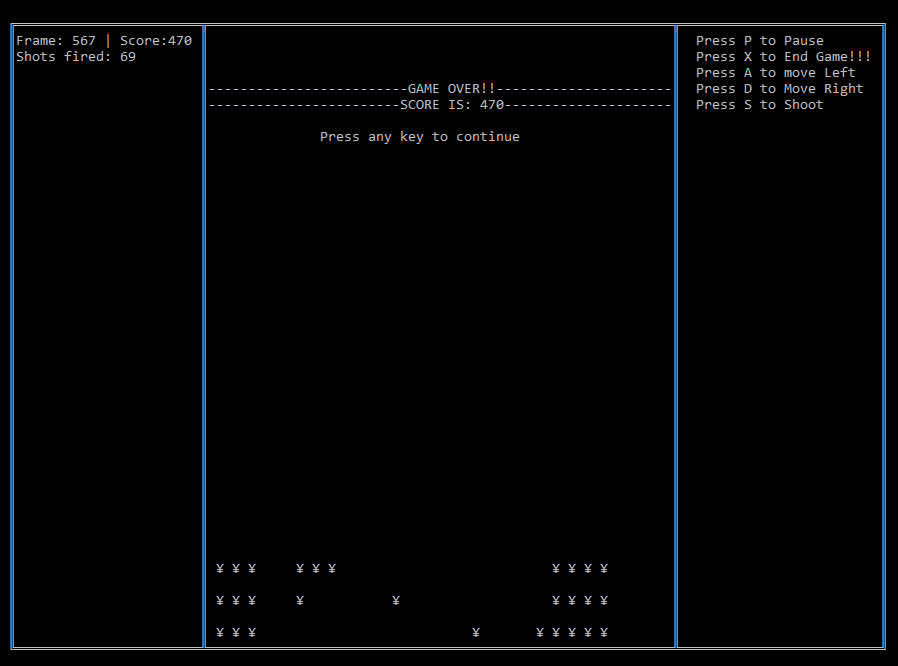 Frame: 567 | Score:470
Shots fired: 69
-------------------------GAME OVER!!----------------------
------------------------SCORE IS: 470---------------------
Press any key to continue
¥ ¥ ¥     ¥ ¥ ¥                           ¥ ¥ ¥ ¥
¥ ¥ ¥     ¥           ¥                   ¥ ¥ ¥ ¥
¥ ¥ ¥                           ¥       ¥ ¥ ¥ ¥ ¥
Press P to Pause
Press X to End Game!!!
Press A to move Left
Press D to Move Right
Press S to Shoot